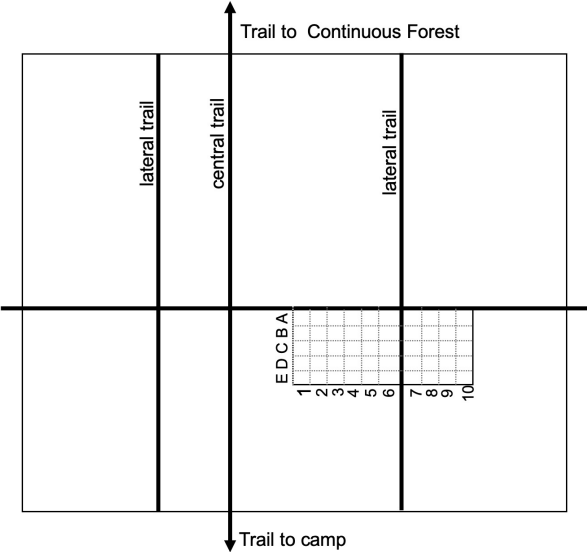 Trail to Continuous Forest
lateral trail
central trail
lateral trail
E D C B A
1 2 3 4 5 6 7 8 9 10
Trail to camp